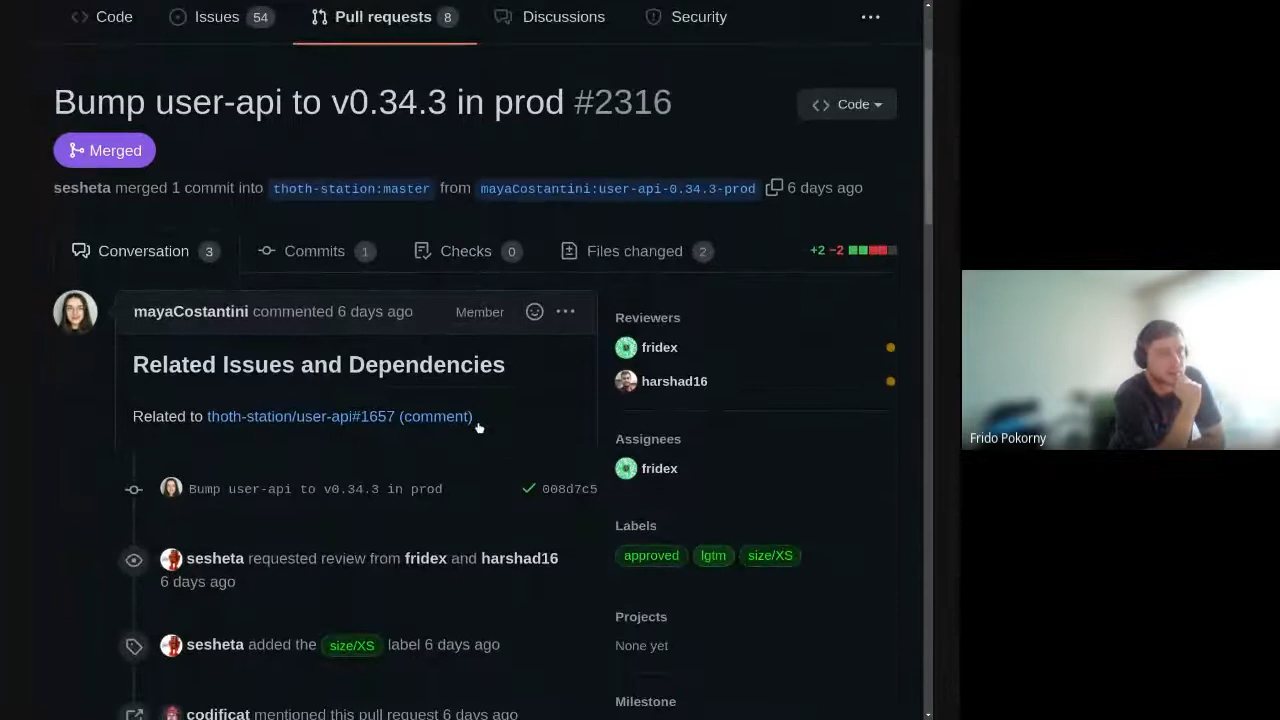 Code
Issues 54
Pull requests 8
Discussions
Security
Bump user-api to v0.34.3 in prod #2316
Code
Merged
sesheta merged 1 commit into thoth-station:master from mayaCostantini:user-api-0.34.3-prod 6 days ago
Conversation 3
Commits 1
Checks 0
Files changed 2
+2 −2
mayaCostantini commented 6 days ago
Member
Related Issues and Dependencies
Related to thoth-station/user-api#1657 (comment)
Bump user-api to v0.34.3 in prod
008d7c5
sesheta requested review from fridex and harshad16
6 days ago
sesheta added the size/XS label 6 days ago
codificat mentioned this pull request 6 days ago
Reviewers
fridex
harshad16
Assignees
fridex
Labels
approved lgtm size/XS
Projects
None yet
Milestone
Frido Pokorny